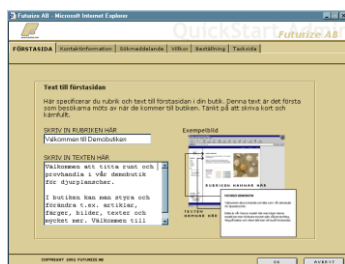 Futurize AB - Microsoft Internet Explorer
QuickStart Admin
Futurize AB
FÖRSTASIDA Kontaktinformation Sökmeddelande Villkor Beställning Tacksida
Text till förstasidan
Här specificerar du rubrik och text till förstasidan i din butik. Denna text är det första
som besökarna möts av när de kommer till butiken. Tänkt på att skriva kort och
kärnfullt.
SKRIV IN RUBRIKEN HÄR
Välkommen till Demobutiken
Exempelbild
SKRIV IN TEXTEN HÄR
Välkommen att titta runt och
provhandla i vår demobutik
för djurplanscher.
I butiken kan man styra och
förändra t.ex. artiklar,
färger, bilder, texter och
mycket mer. Välkommen till
RUBRIKEN HAMNAR HÄR
TEXTEN
HAMNAR HÄR
COPYRIGHT 2001 FUTURIZE AB
OK
AVBRYT